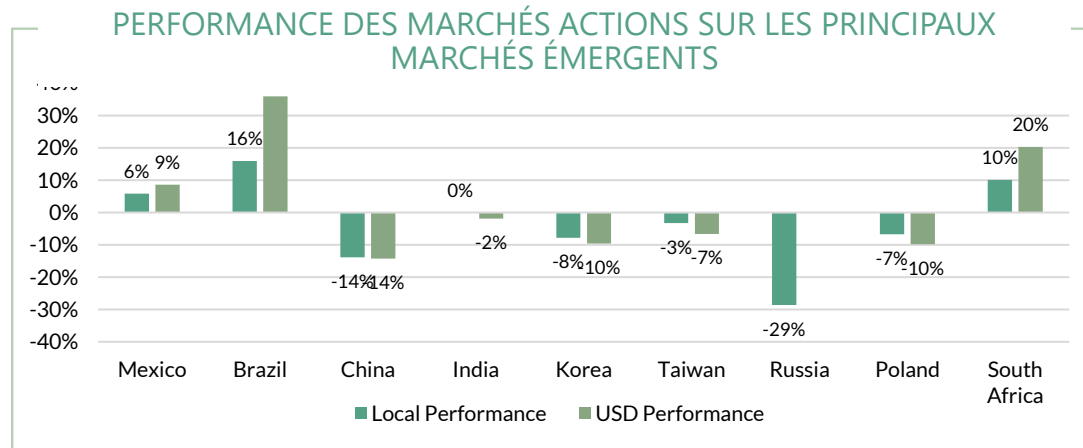 PERFORMANCE DES MARCHÉS ACTIONS SUR LES PRINCIPAUX
MARCHÉS ÉMERGENTS
30%
20%
10%
0%
-10%
-20%
-30%
-40%
6%
9%
16%
-14%
-14%
0%
-2%
-8%
-10%
-3%
-7%
-29%
-7%
-10%
10%
20%
Mexico
Brazil
China
India
Korea
Taiwan
Russia
Poland
South
Africa
Local Performance
USD Performance